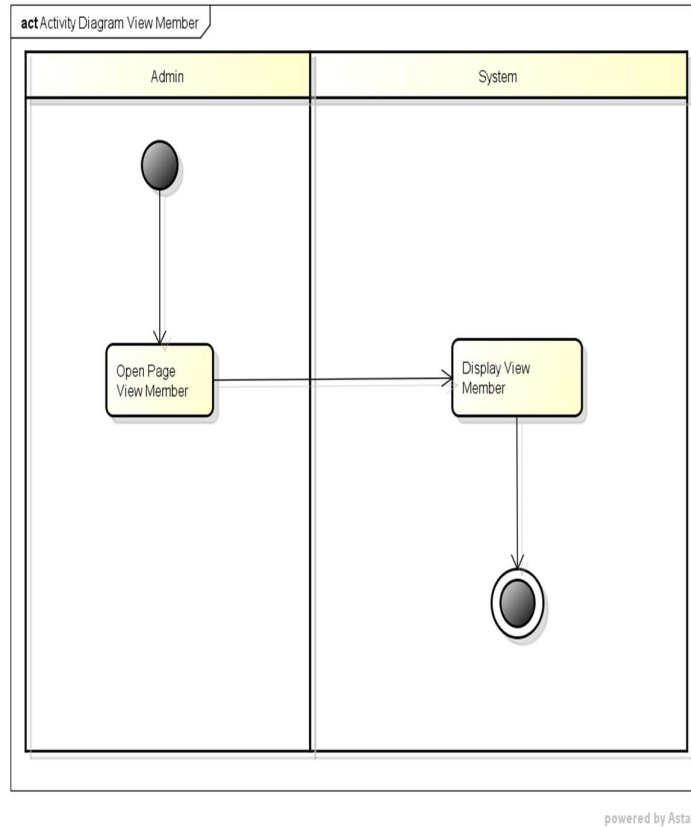 act Activity Diagram View Member
Admin
System
Open Page
View Member
Display View
Member
powered by Asta